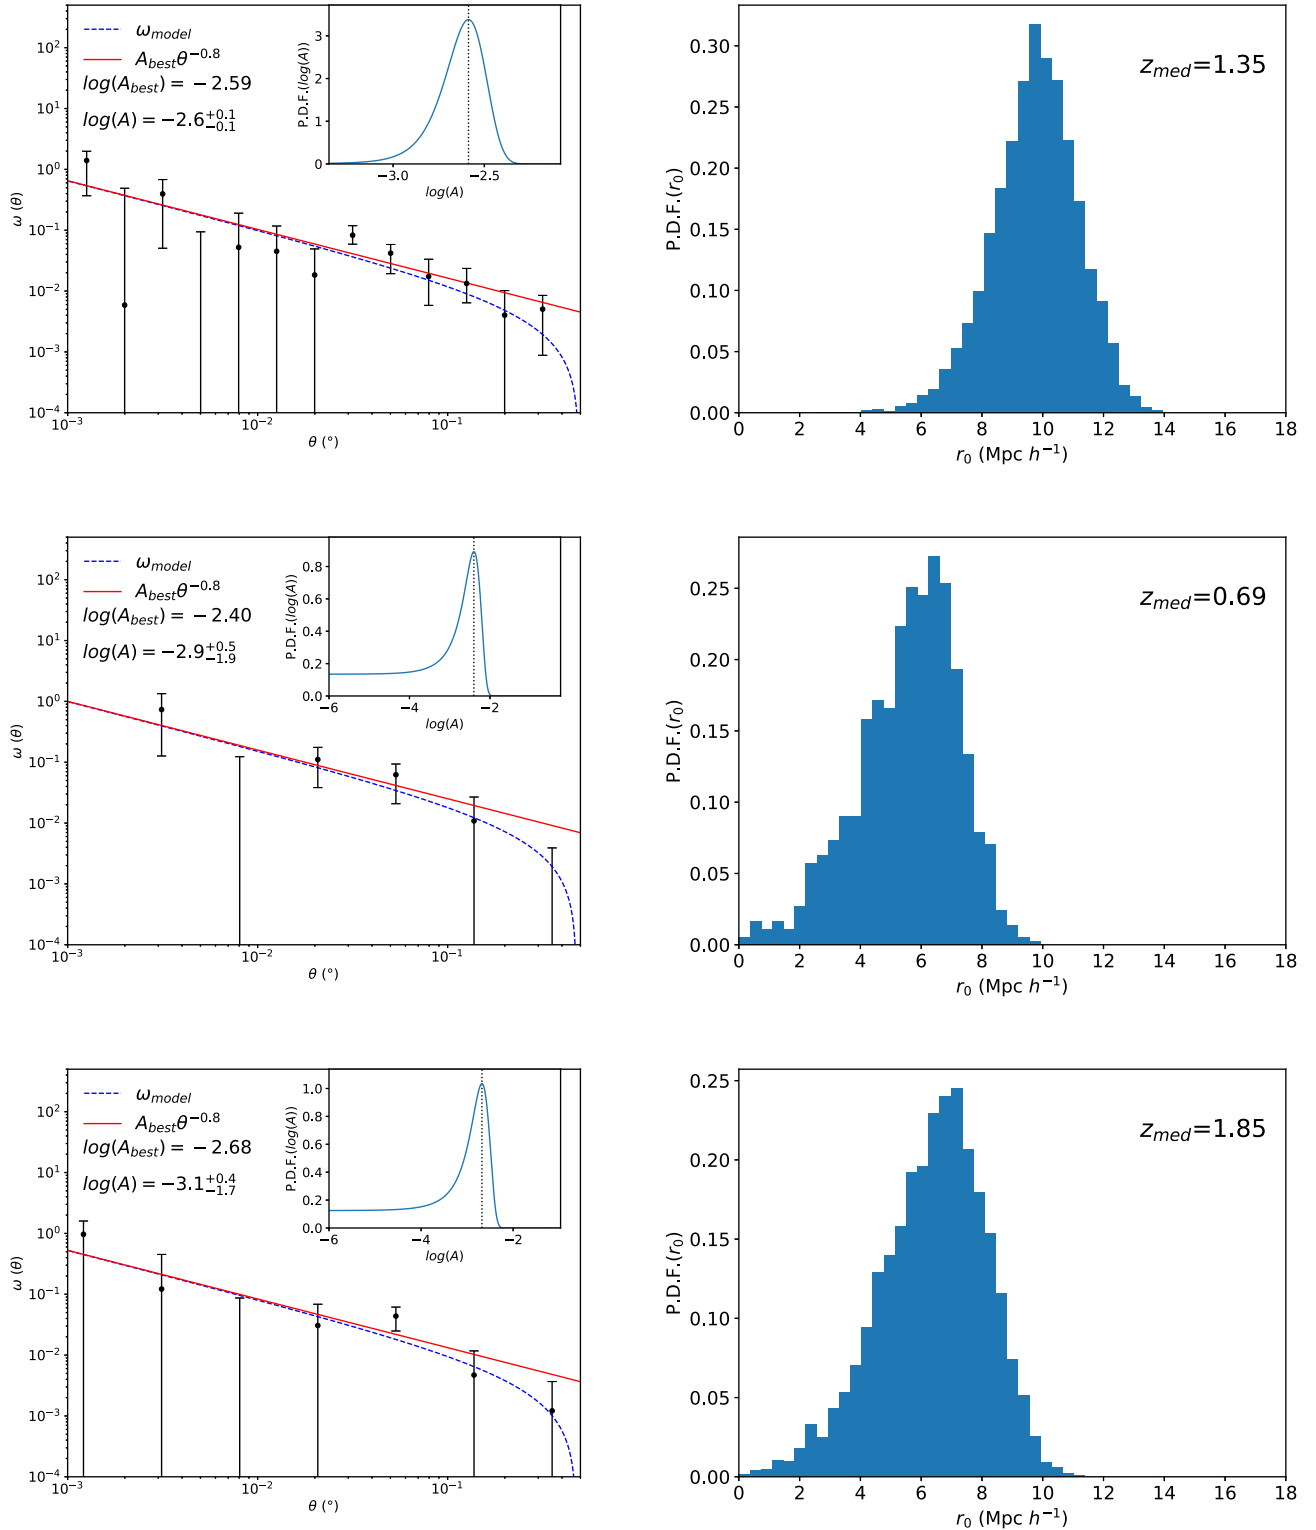 ω_model
A_bestθ^−0.8
log(A_best) = −2.59
log(A) = −2.6^{+0.1}_{−0.1}
10^2
10^1
10^0
10^−1
10^−2
10^−3
10^−4
ω (θ)
10^−3
10^−2
10^−1
θ (°)
P.D.F.(log(A))
3
2
1
0
−3.0
−2.5
log(A)
z_med=1.35
P.D.F.(r_0)
0.30
0.25
0.20
0.15
0.10
0.05
0.00
0 2 4 6 8 10 12 14 16 18
r_0 (Mpc h^−1)
ω_model
A_bestθ^−0.8
log(A_best) = −2.40
log(A) = −2.9^{+0.5}_{−1.9}
10^2
10^1
10^0
10^−1
10^−2
10^−3
10^−4
ω (θ)
10^−3
10^−2
10^−1
θ (°)
P.D.F.(log(A))
0.8
0.6
0.4
0.2
0.0
−6
−4
−2
log(A)
z_med=0.69
P.D.F.(r_0)
0.25
0.20
0.15
0.10
0.05
0.00
0 2 4 6 8 10 12 14 16 18
r_0 (Mpc h^−1)
ω_model
A_bestθ^−0.8
log(A_best) = −2.68
log(A) = −3.1^{+0.4}_{−1.7}
10^2
10^1
10^0
10^−1
10^−2
10^−3
10^−4
ω (θ)
10^−3
10^−2
10^−1
θ (°)
P.D.F.(log(A))
1.0
0.8
0.6
0.4
0.2
0.0
−6
−4
−2
log(A)
z_med=1.85
P.D.F.(r_0)
0.25
0.20
0.15
0.10
0.05
0.00
0 2 4 6 8 10 12 14 16 18
r_0 (Mpc h^−1)